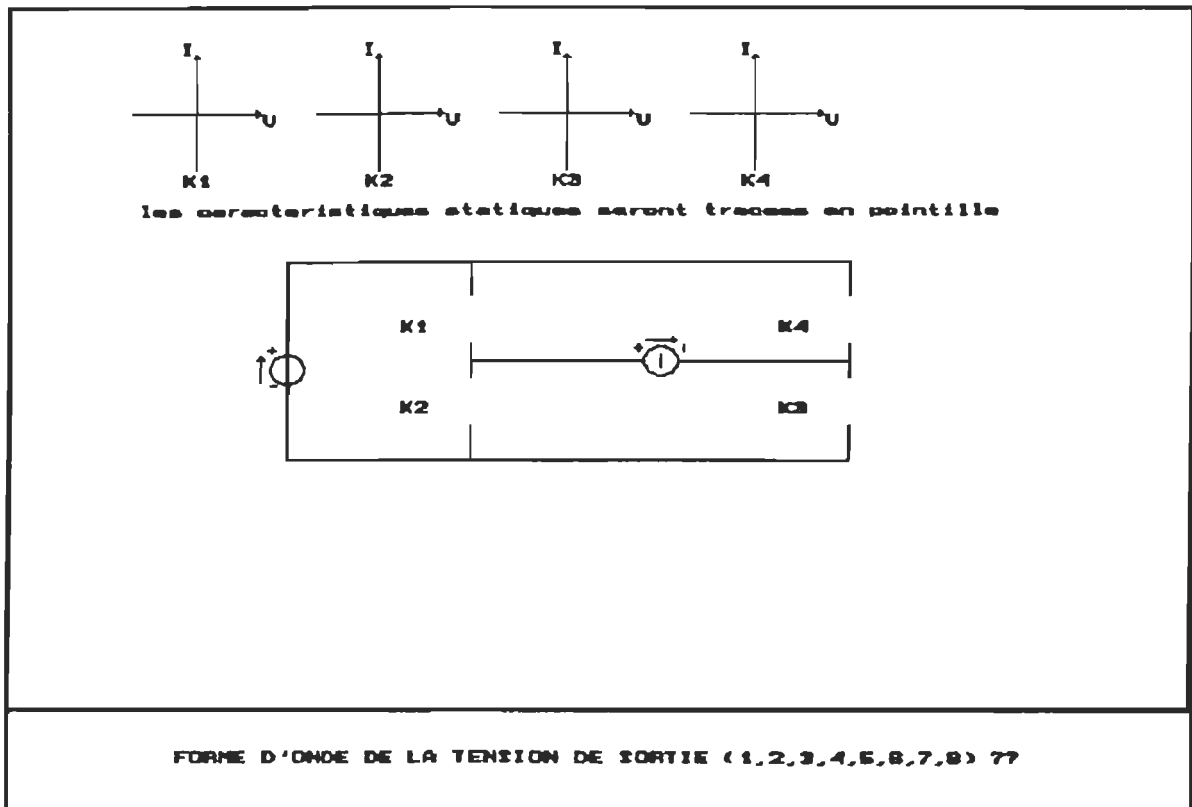 I I I I
U U U U
K1 K2 K3 K4
les caracteristiques statiques seront traces en pointille
K1 K4
+
+ I
-
K2 K3
FORME D'ONDE DE LA TENSION DE SORTIE (1,2,3,4,5,6,7,8) ??